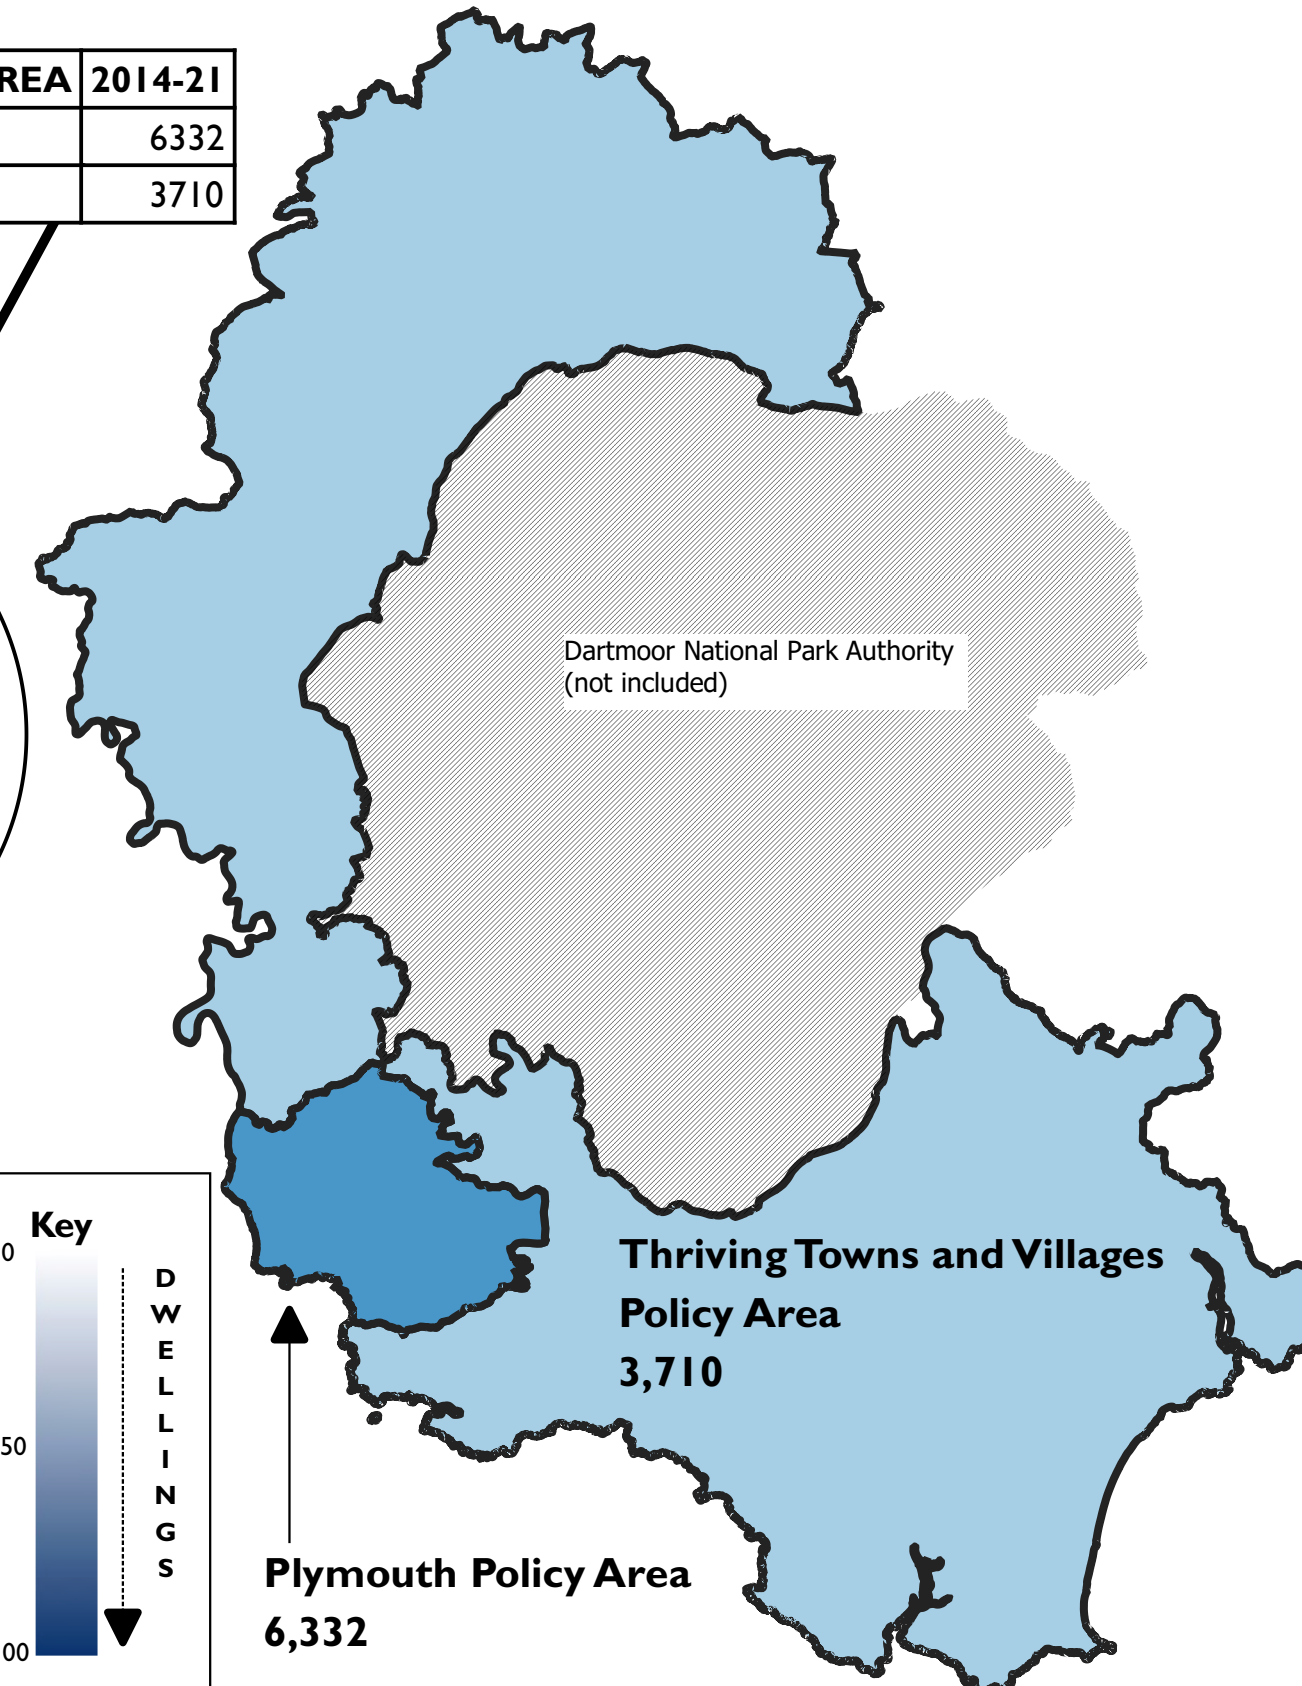 REA 2014-21
6332
3710
Dartmoor National Park Authority
(not included)
Thriving Towns and Villages
Policy Area
3,710
Key
0
50
00
D
W
E
L
L
I
N
G
S
Plymouth Policy Area
6,332